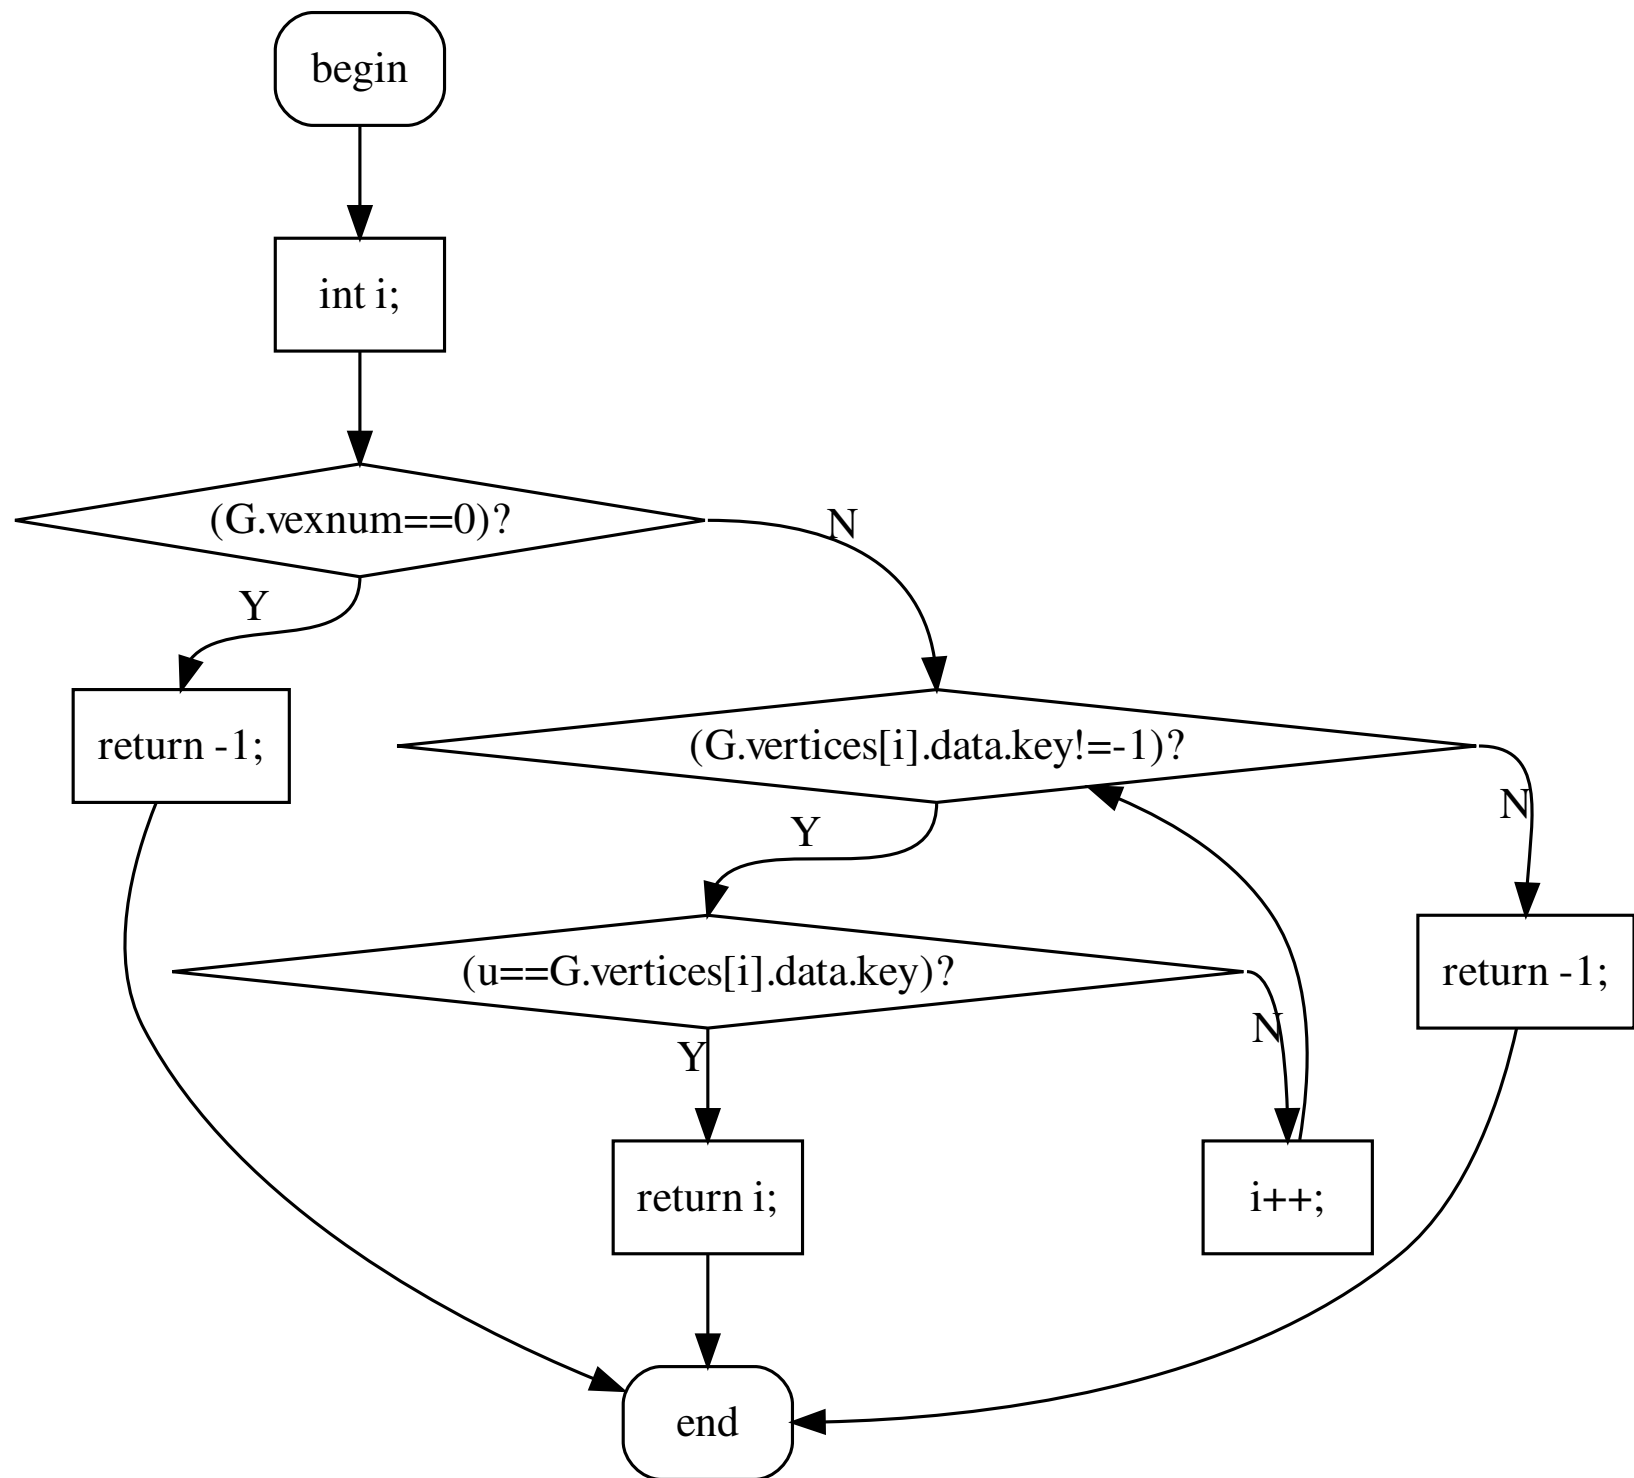 begin
int i;
(G.vexnum==0)?
N
Y
return -1;
(G.vertices[i].data.key!=-1)?
N
Y
(u==G.vertices[i].data.key)?
return -1;
N
Y
return i;
i++;
end